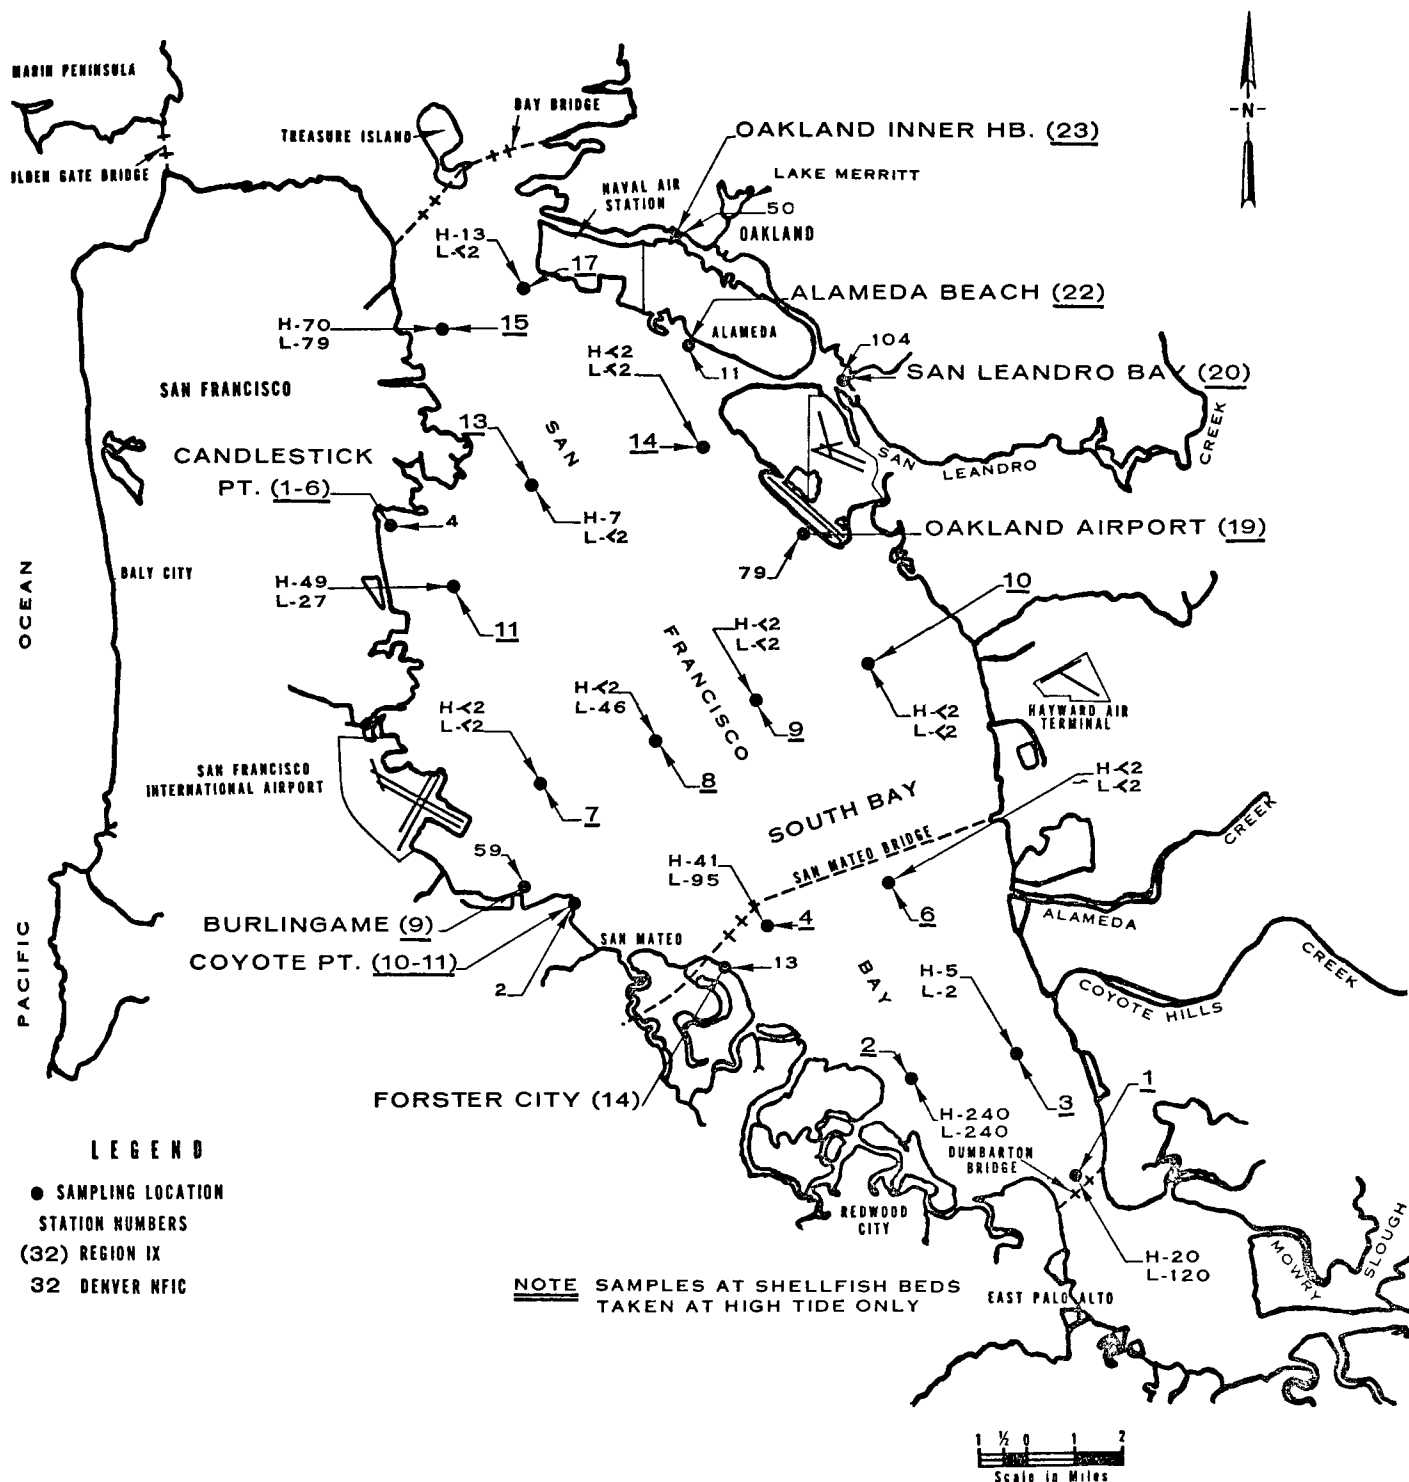 MARIN PENINSULA
OLDEN GATE BRIDGE
TREASURE ISLAND
BAY BRIDGE
OAKLAND INNER HB. (23)
-N-
LAKE MERRITT
NAVAL AIR
STATION
50
OAKLAND
H-13
L-<2
17
ALAMEDA BEACH (22)
H-70
L-79
15
ALAMEDA
104
H-<2
L-<2
11
SAN LEANDRO BAY (20)
SAN FRANCISCO
13
14
SAN
SAN
LEANDRO
CREEK
CANDLESTICK
PT. (1-6)
4
H-7
L-<2
OAKLAND AIRPORT (19)
79
OCEAN
BALY CITY
H-49
L-27
11
10
H-<2
L-<2
FRANCISCO
H-<2
L-46
H-<2
L-<2
9
H-<2
L-<2
HAYWARD AIR
TERMINAL
SAN FRANCISCO
INTERNATIONAL AIRPORT
8
7
H-<2
L-<2
SOUTH BAY
SAN MATEO BRIDGE
CREEK
59
H-41
L-95
4
6
ALAMEDA
BURLINGAME (9)
SAN MATEO
COYOTE PT. (10-11)
2
13
BAY
H-5
L-2
COYOTE HILLS
CREEK
PACIFIC
2
1
3
FORSTER CITY (14)
H-240
L-240
DUMBARTON
BRIDGE
REDWOOD
CITY
H-20
L-120
MOWRY
SLOUGH
EAST PALO ALTO
LEGEND
SAMPLING LOCATION
STATION NUMBERS
(32) REGION IX
32 DENVER NFIC
NOTE SAMPLES AT SHELLFISH BEDS
TAKEN AT HIGH TIDE ONLY
1 ½ 0 1 2
Scale in Miles